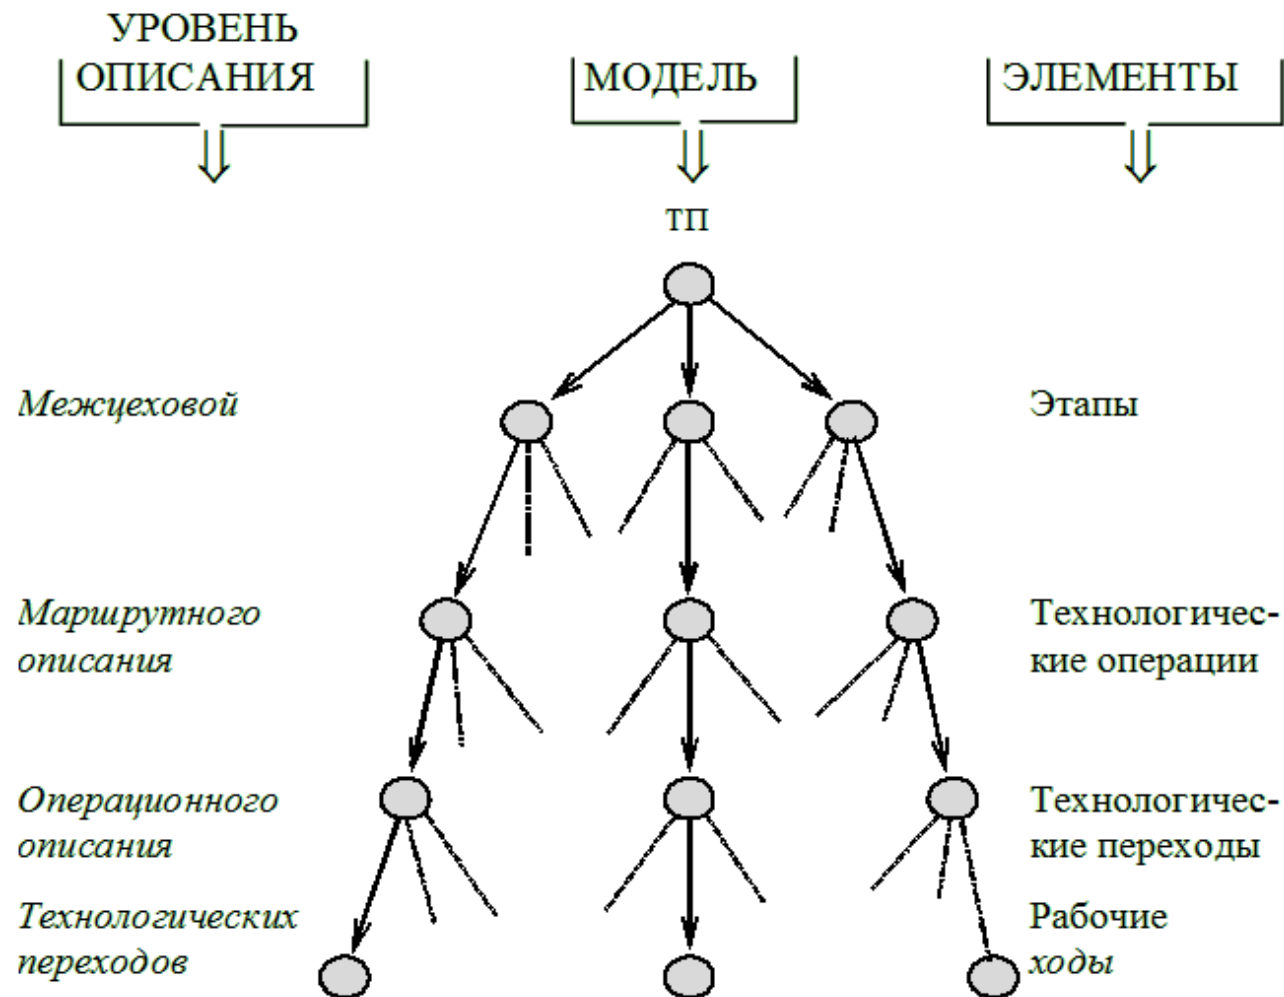 УРОВЕНЬ
ОПИСАНИЯ
МОДЕЛЬ
ЭЛЕМЕНТЫ
ТП
Межцеховой
Этапы
Маршрутного
описания
Технологичес-
кие операции
Операционного
описания
Технологичес-
кие переходы
Технологических
переходов
Рабочие
ходы